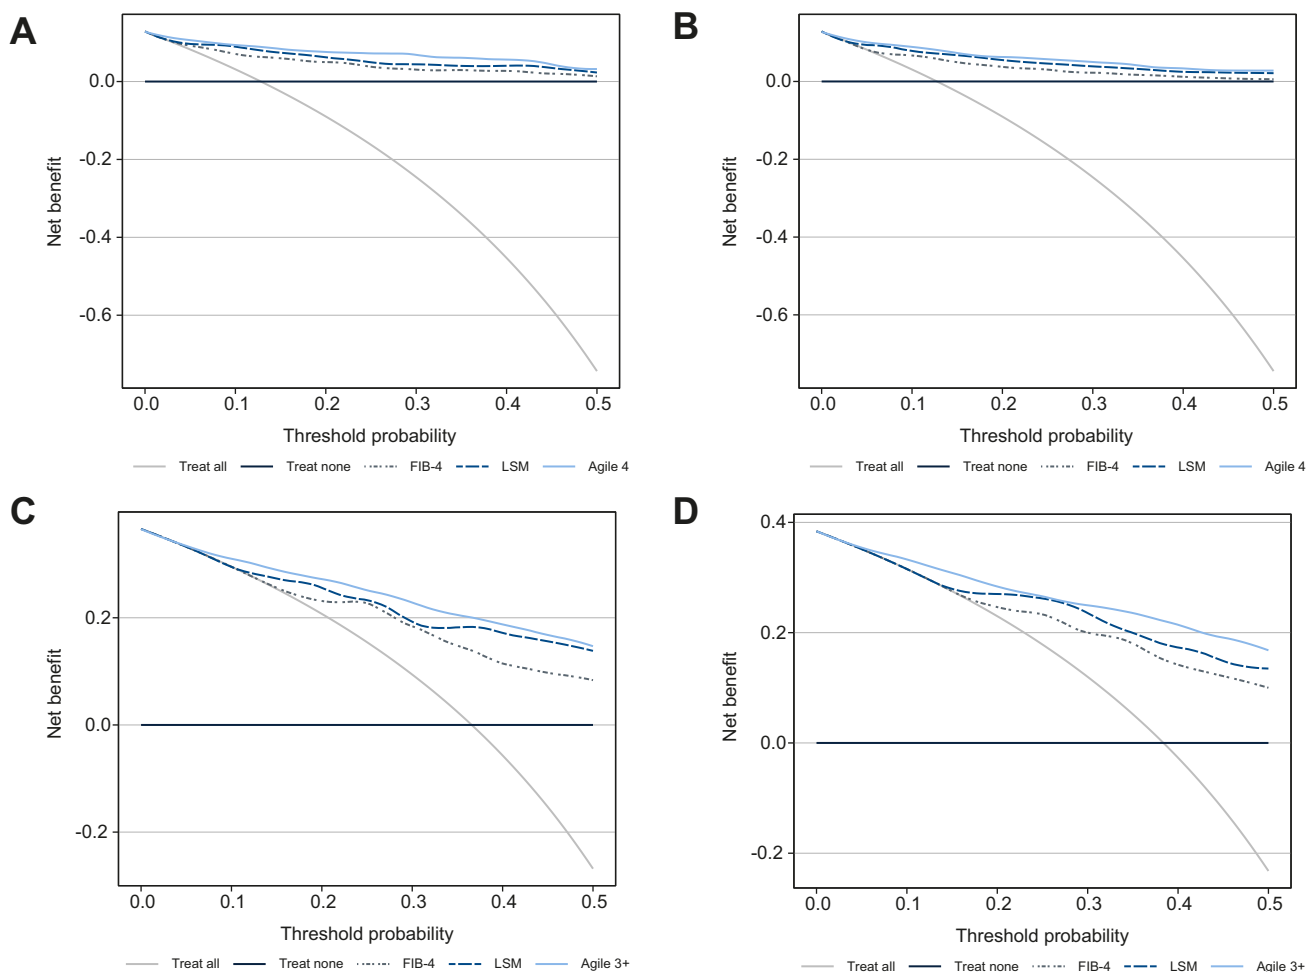 A
Net benefit
0.0
-0.2
-0.4
-0.6
0.0 0.1 0.2 0.3 0.4 0.5
Threshold probability
Treat all Treat none FIB-4 LSM Agile 4
B
Net benefit
0.0
-0.2
-0.4
-0.6
0.0 0.1 0.2 0.3 0.4 0.5
Threshold probability
Treat all Treat none FIB-4 LSM Agile 4
C
Net benefit
0.2
0.0
-0.2
0.0 0.1 0.2 0.3 0.4 0.5
Threshold probability
Treat all Treat none FIB-4 LSM Agile 3+
D
Net benefit
0.4
0.2
0.0
-0.2
0.0 0.1 0.2 0.3 0.4 0.5
Threshold probability
Treat all Treat none FIB-4 LSM Agile 3+